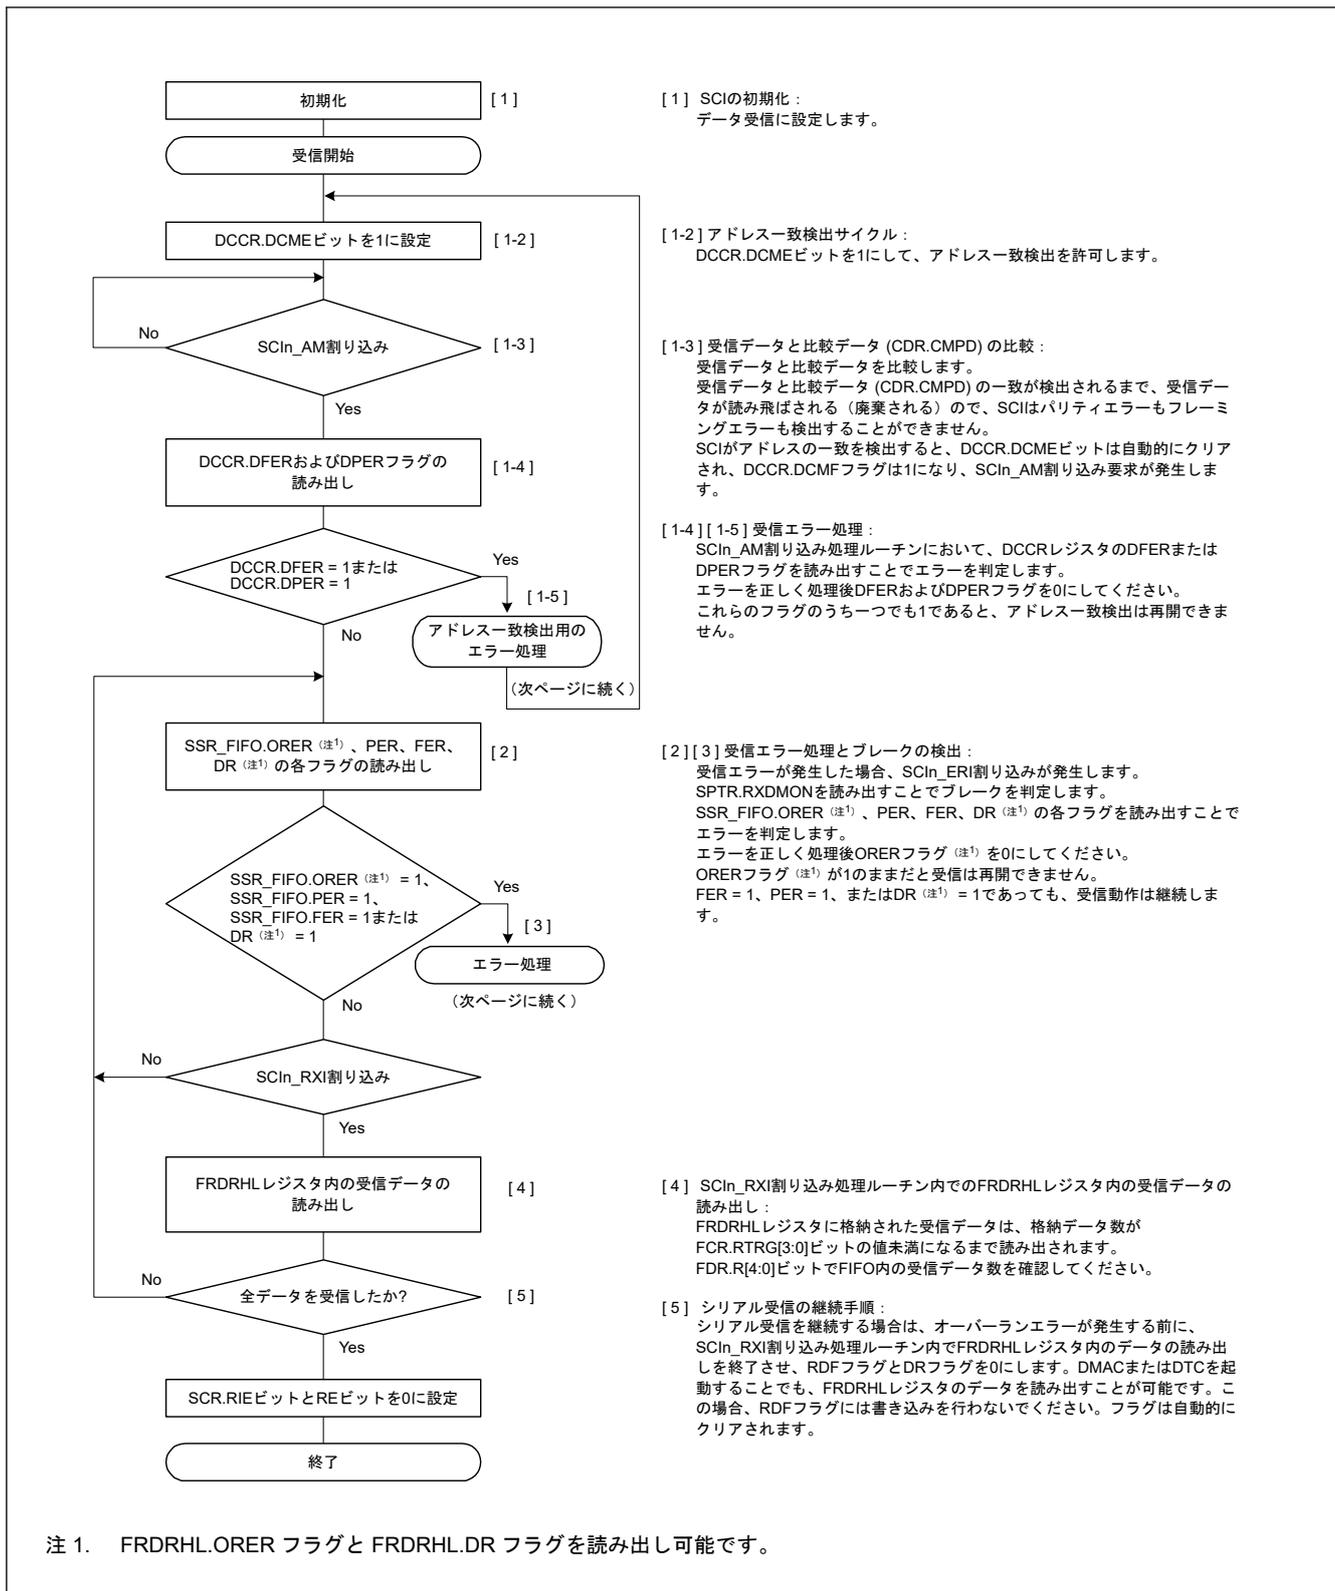 初期化
[ 1 ]
受信開始
DCCR.DCMEビットを1に設定
[ 1-2 ]
No
SCIn_AM割り込み
[ 1-3 ]
Yes
DCCR.DFERおよびDPERフラグの
読み出し
[ 1-4 ]
DCCR.DFER = 1または
DCCR.DPER = 1
Yes
[ 1-5 ]
アドレス一致検出用の
エラー処理
(次ページに続く)
No
SSR_FIFO.ORER (注1) 、PER、FER、
DR (注1) の各フラグの読み出し
[ 2 ]
SSR_FIFO.ORER (注1) = 1、
SSR_FIFO.PER = 1、
SSR_FIFO.FER = 1または
DR (注1) = 1
Yes
[ 3 ]
エラー処理
(次ページに続く)
No
No
SCIn_RXI割り込み
Yes
FRDRHLレジスタ内の受信データの
読み出し
[ 4 ]
No
全データを受信したか?
[ 5 ]
Yes
SCR.RIEビットとREビットを0に設定
終了
[ 1 ] SCIの初期化：
データ受信に設定します。
[ 1-2 ] アドレス一致検出サイクル：
DCCR.DCMEビットを1にして、アドレス一致検出を許可します。
[ 1-3 ] 受信データと比較データ (CDR.CMPD) の比較：
受信データと比較データを比較します。
受信データと比較データ (CDR.CMPD) の一致が検出されるまで、受信デー
タが読み飛ばされる（廃棄される）ので、SCIはパリティエラーもフレーミ
ングエラーも検出することができません。
SCIがアドレスの一致を検出すると、DCCR.DCMEビットは自動的にクリア
され、DCCR.DCMFフラグは1になり、SCIn_AM割り込み要求が発生しま
す。
[ 1-4 ] [ 1-5 ] 受信エラー処理：
SCIn_AM割り込み処理ルーチンにおいて、DCCRレジスタのDFERまたは
DPERフラグを読み出すことでエラーを判定します。
エラーを正しく処理後DFERおよびDPERフラグを0にしてください。
これらのフラグのうち一つでも1であると、アドレス一致検出は再開できま
せん。
[ 2 ] [ 3 ] 受信エラー処理とブレークの検出：
受信エラーが発生した場合、SCIn_ERI割り込みが発生します。
SPTR.RXDMONを読み出すことでブレークを判定します。
SSR_FIFO.ORER (注1) 、PER、FER、DR (注1) の各フラグを読み出すことで
エラーを判定します。
エラーを正しく処理後ORERフラグ (注1) を0にしてください。
ORERフラグ (注1) が1のままだと受信は再開できません。
FER = 1、PER = 1、またはDR (注1) = 1であっても、受信動作は継続しま
す。
[ 4 ] SCIn_RXI割り込み処理ルーチン内でのFRDRHLレジスタ内の受信データの
読み出し：
FRDRHLレジスタに格納された受信データは、格納データ数が
FCR.RTRG[3:0]ビットの値未満になるまで読み出されます。
FDR.R[4:0]ビットでFIFO内の受信データ数を確認してください。
[ 5 ] シリアル受信の継続手順：
シリアル受信を継続する場合は、オーバーランエラーが発生する前に、
SCIn_RXI割り込み処理ルーチン内でFRDRHLレジスタ内のデータの読み出
しを終了させ、RDFフラグとDRフラグを0にします。DMACまたはDTCを起
動することでも、FRDRHLレジスタのデータを読み出すことが可能です。こ
の場合、RDFフラグには書き込みを行わないでください。フラグは自動的に
クリアされます。
注 1. FRDRHL.ORER フラグと FRDRHL.DR フラグを読み出し可能です。